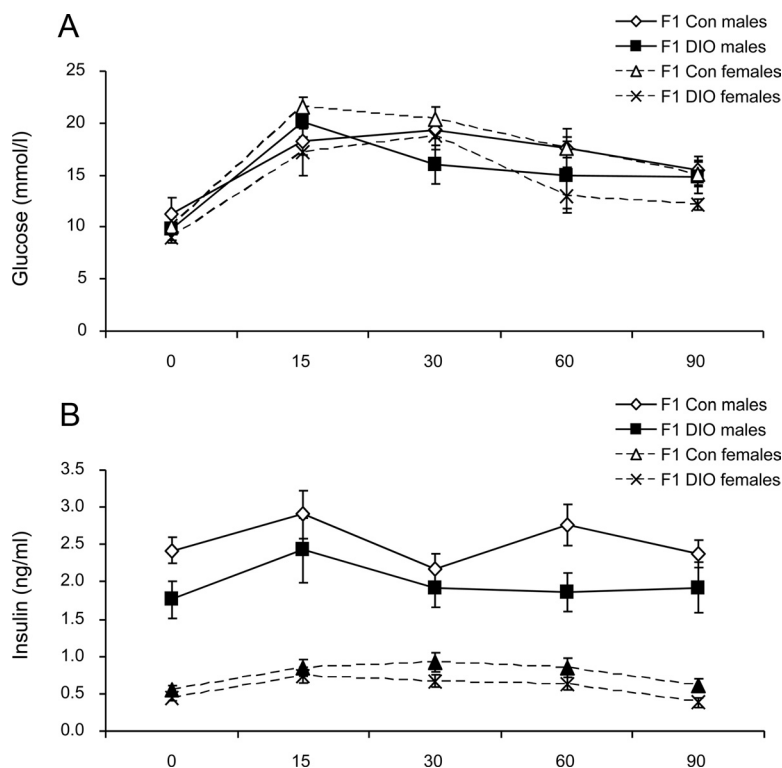 A
F1 Con males
F1 DIO males
F1 Con females
F1 DIO females
25
20
15
10
5
0
Glucose (mmol/l)
0 15 30 60 90
B
F1 Con males
F1 DIO males
F1 Con females
F1 DIO females
3.5
3.0
2.5
2.0
1.5
1.0
0.5
0.0
Insulin (ng/ml)
0 15 30 60 90